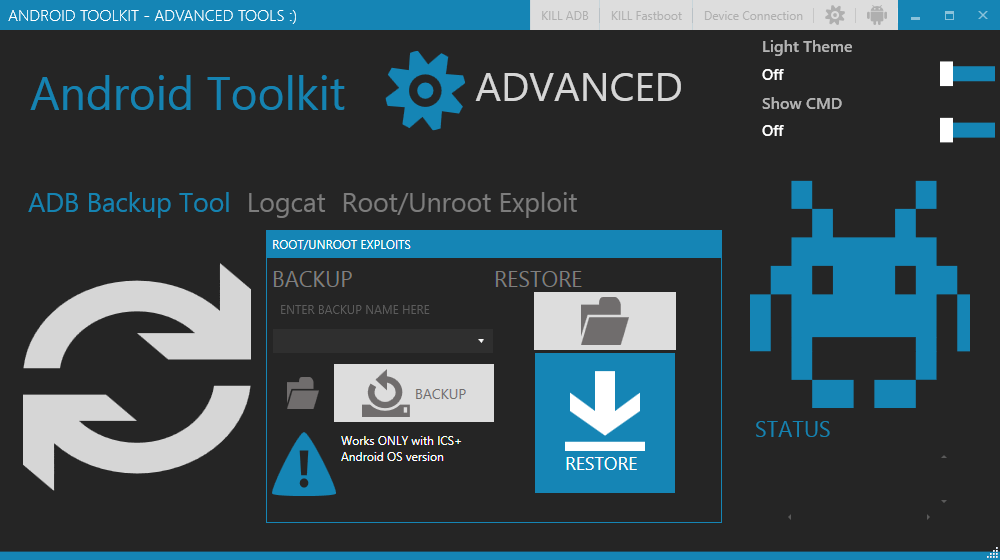 ANDROID TOOLKIT - ADVANCED TOOLS :)
KILL ADB
KILL Fastboot
Device Connection
Light Theme
Off
Show CMD
Off
Android Toolkit
ADVANCED
ADB Backup Tool
Logcat
Root/Unroot Exploit
ROOT/UNROOT EXPLOITS
BACKUP
RESTORE
ENTER BACKUP NAME HERE
BACKUP
Works ONLY with ICS+
Android OS version
RESTORE
STATUS